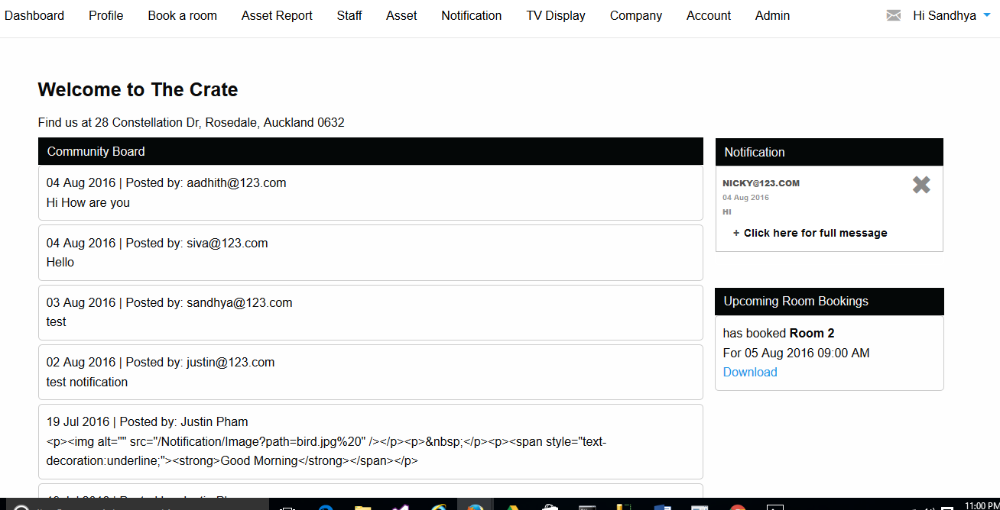 Dashboard Profile Book a room Asset Report Staff Asset Notification TV Display Company Account Admin Hi Sandhya
Welcome to The Crate
Find us at 28 Constellation Dr, Rosedale, Auckland 0632
Community Board
04 Aug 2016 | Posted by: aadhith@123.com
Hi How are you
04 Aug 2016 | Posted by: siva@123.com
Hello
03 Aug 2016 | Posted by: sandhya@123.com
test
02 Aug 2016 | Posted by: justin@123.com
test notification
19 Jul 2016 | Posted by: Justin Pham
<p><img alt="" src="/Notification/Image?path=bird.jpg%20" /></p><p>&nbsp;</p><p><span style="text-
decoration:underline;"><strong>Good Morning</strong></span></p>
Notification
NICKY@123.COM
04 Aug 2016
HI
+ Click here for full message
Upcoming Room Bookings
has booked Room 2
For 05 Aug 2016 09:00 AM
Download
11:00 PM